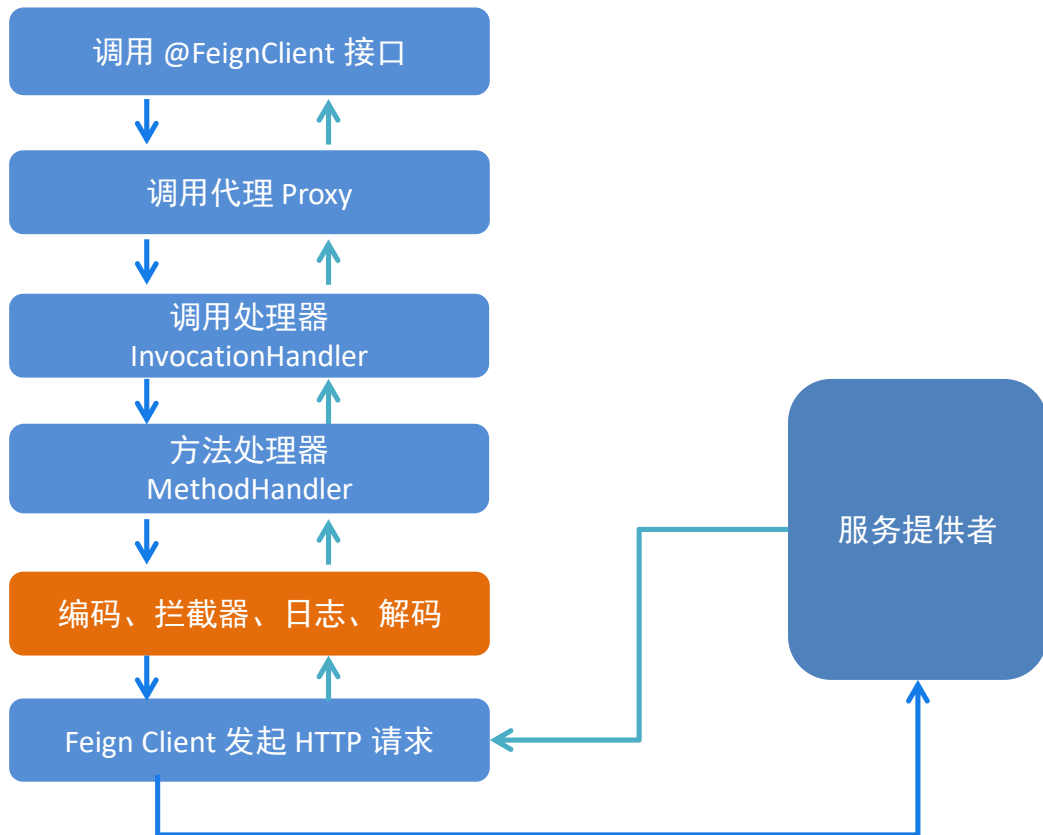 调用 @FeignClient 接口
调用代理 Proxy
调用处理器
InvocationHandler
方法处理器
MethodHandler
编码、拦截器、日志、解码
Feign Client 发起 HTTP 请求
服务提供者